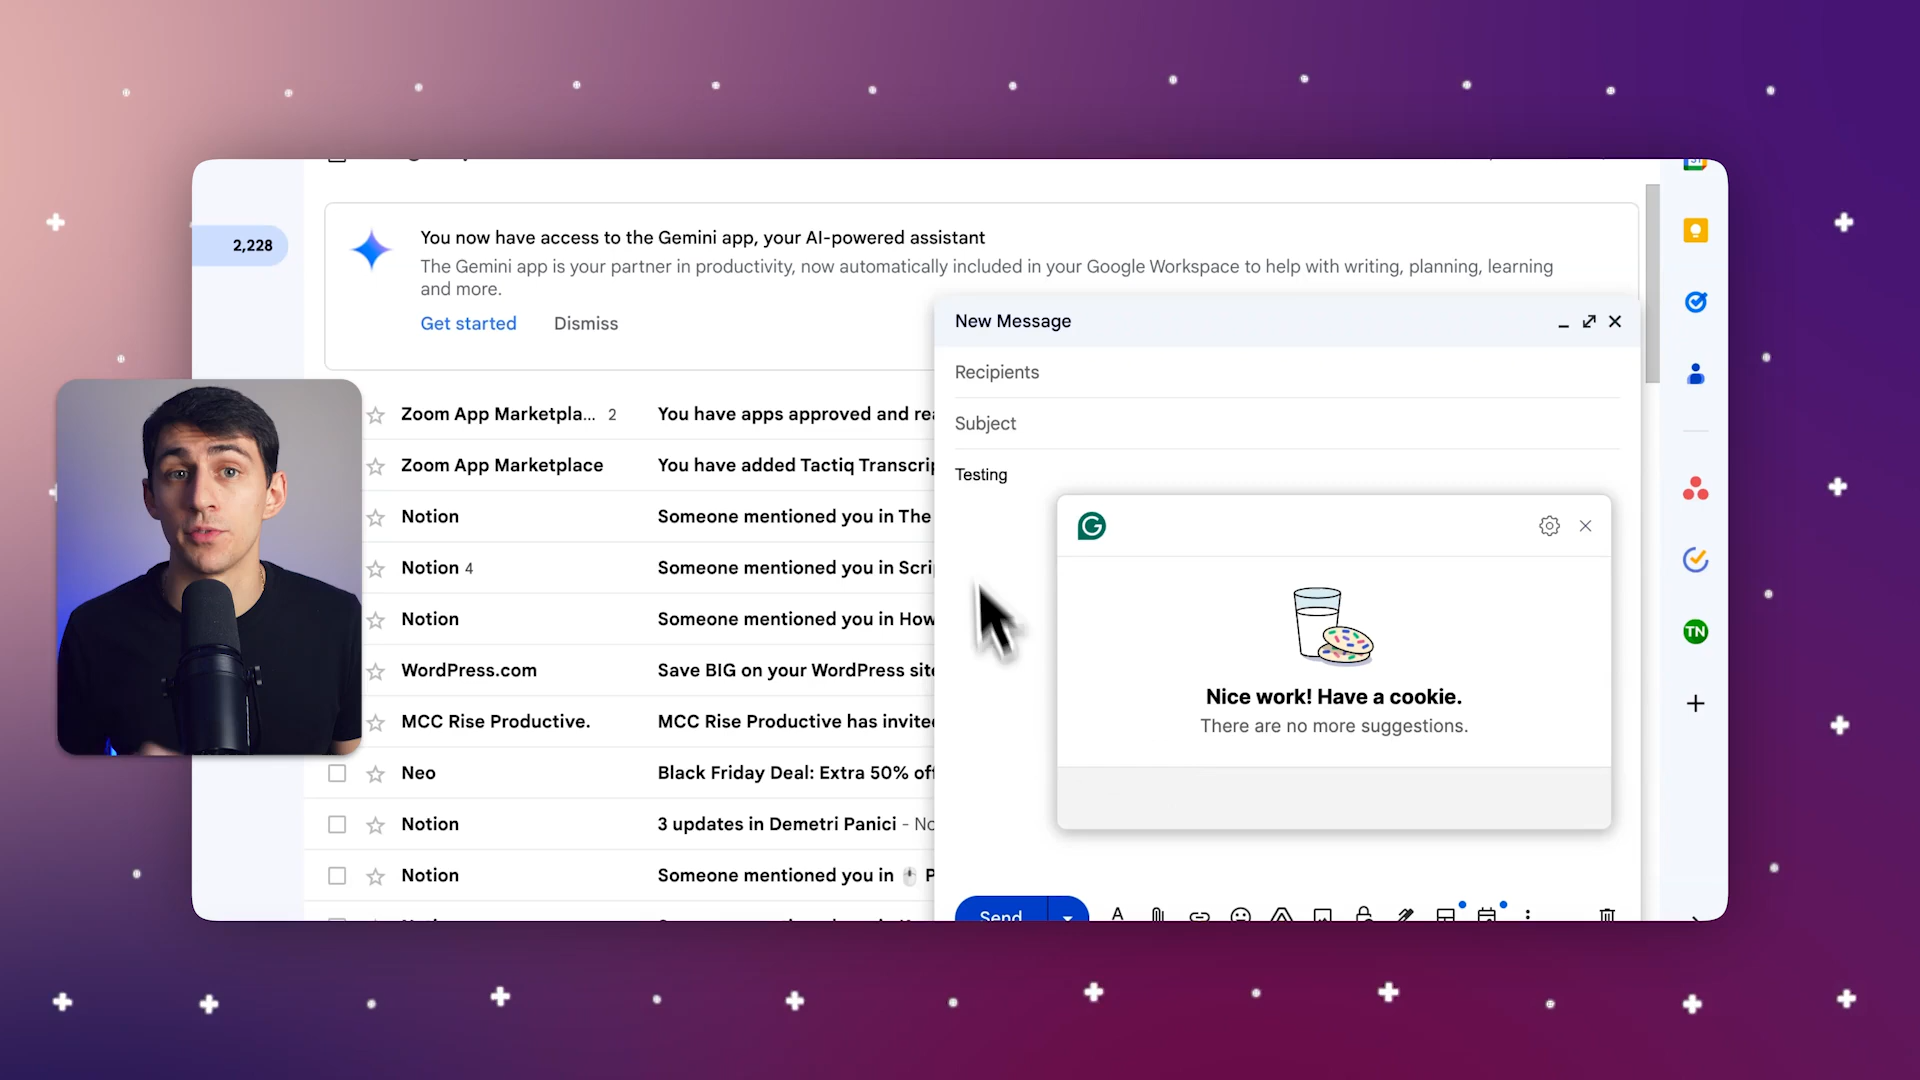 2,228
You now have access to the Gemini app, your AI-powered assistant
The Gemini app is your partner in productivity, now automatically included in your Google Workspace to help with writing, planning, learning
and more.
Get started Dismiss
New Message
Recipients
Subject
Testing
Nice work! Have a cookie.
There are no more suggestions.
Send
Zoom App Marketpla... 2 You have apps approved and rea
Zoom App Marketplace You have added Tactiq Transcrip
Notion Someone mentioned you in The
Notion 4 Someone mentioned you in Scri
Notion Someone mentioned you in How
WordPress.com Save BIG on your WordPress site
MCC Rise Productive. MCC Rise Productive has invited
Neo Black Friday Deal: Extra 50% off
Notion 3 updates in Demetri Panici - No
Notion Someone mentioned you in P
TN